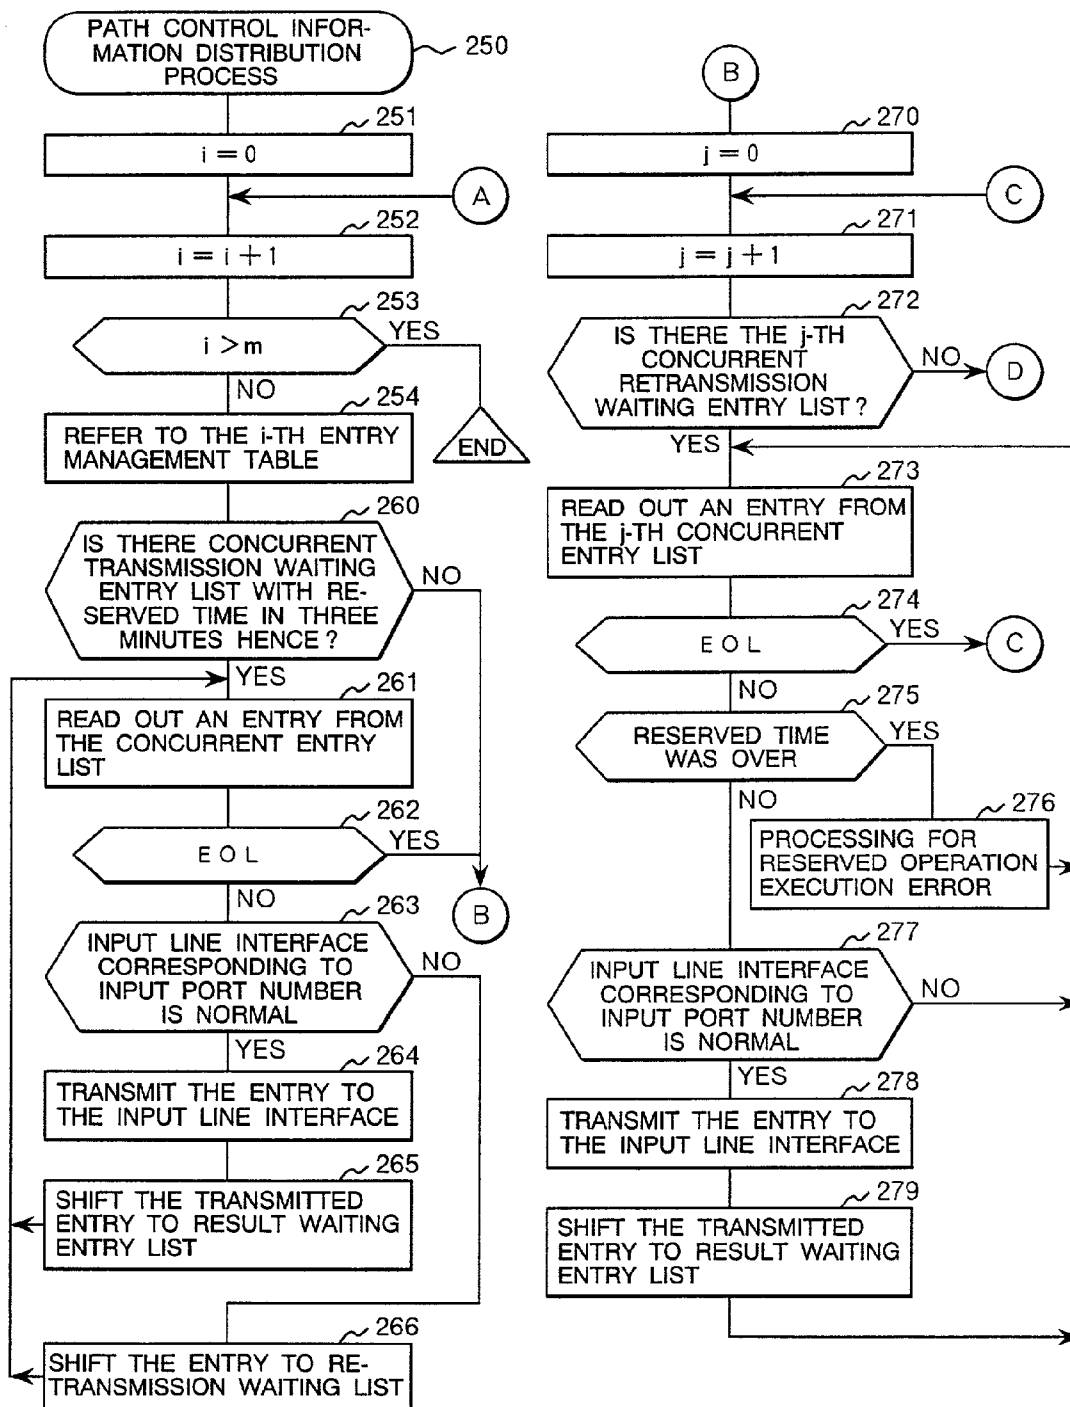 PATH CONTROL INFOR-
MATION DISTRIBUTION
PROCESS
250
251
i = 0
A
252
i = i + 1
253
i > m
YES
NO
254
REFER TO THE i-TH ENTRY
MANAGEMENT TABLE
END
260
IS THERE CONCURRENT
TRANSMISSION WAITING
ENTRY LIST WITH RE-
SERVED TIME IN THREE
MINUTES HENCE ?
NO
YES
261
READ OUT AN ENTRY FROM
THE CONCURRENT ENTRY
LIST
262
E O L
YES
NO
B
263
INPUT LINE INTERFACE
CORRESPONDING TO
INPUT PORT NUMBER
IS NORMAL
NO
YES
264
TRANSMIT THE ENTRY TO
THE INPUT LINE INTERFACE
265
SHIFT THE TRANSMITTED
ENTRY TO RESULT WAITING
ENTRY LIST
266
SHIFT THE ENTRY TO RE-
TRANSMISSION WAITING LIST
B
270
j = 0
C
271
j = j + 1
272
IS THERE THE j-TH
CONCURRENT
RETRANSMISSION
WAITING ENTRY LIST ?
NO
D
YES
273
READ OUT AN ENTRY FROM
THE j-TH CONCURRENT
ENTRY LIST
274
E O L
YES
C
NO
275
RESERVED TIME
WAS OVER
YES
NO
276
PROCESSING FOR
RESERVED OPERATION
EXECUTION ERROR
277
INPUT LINE INTERFACE
CORRESPONDING TO
INPUT PORT NUMBER
IS NORMAL
NO
YES
278
TRANSMIT THE ENTRY TO
THE INPUT LINE INTERFACE
279
SHIFT THE TRANSMITTED
ENTRY TO RESULT WAITING
ENTRY LIST